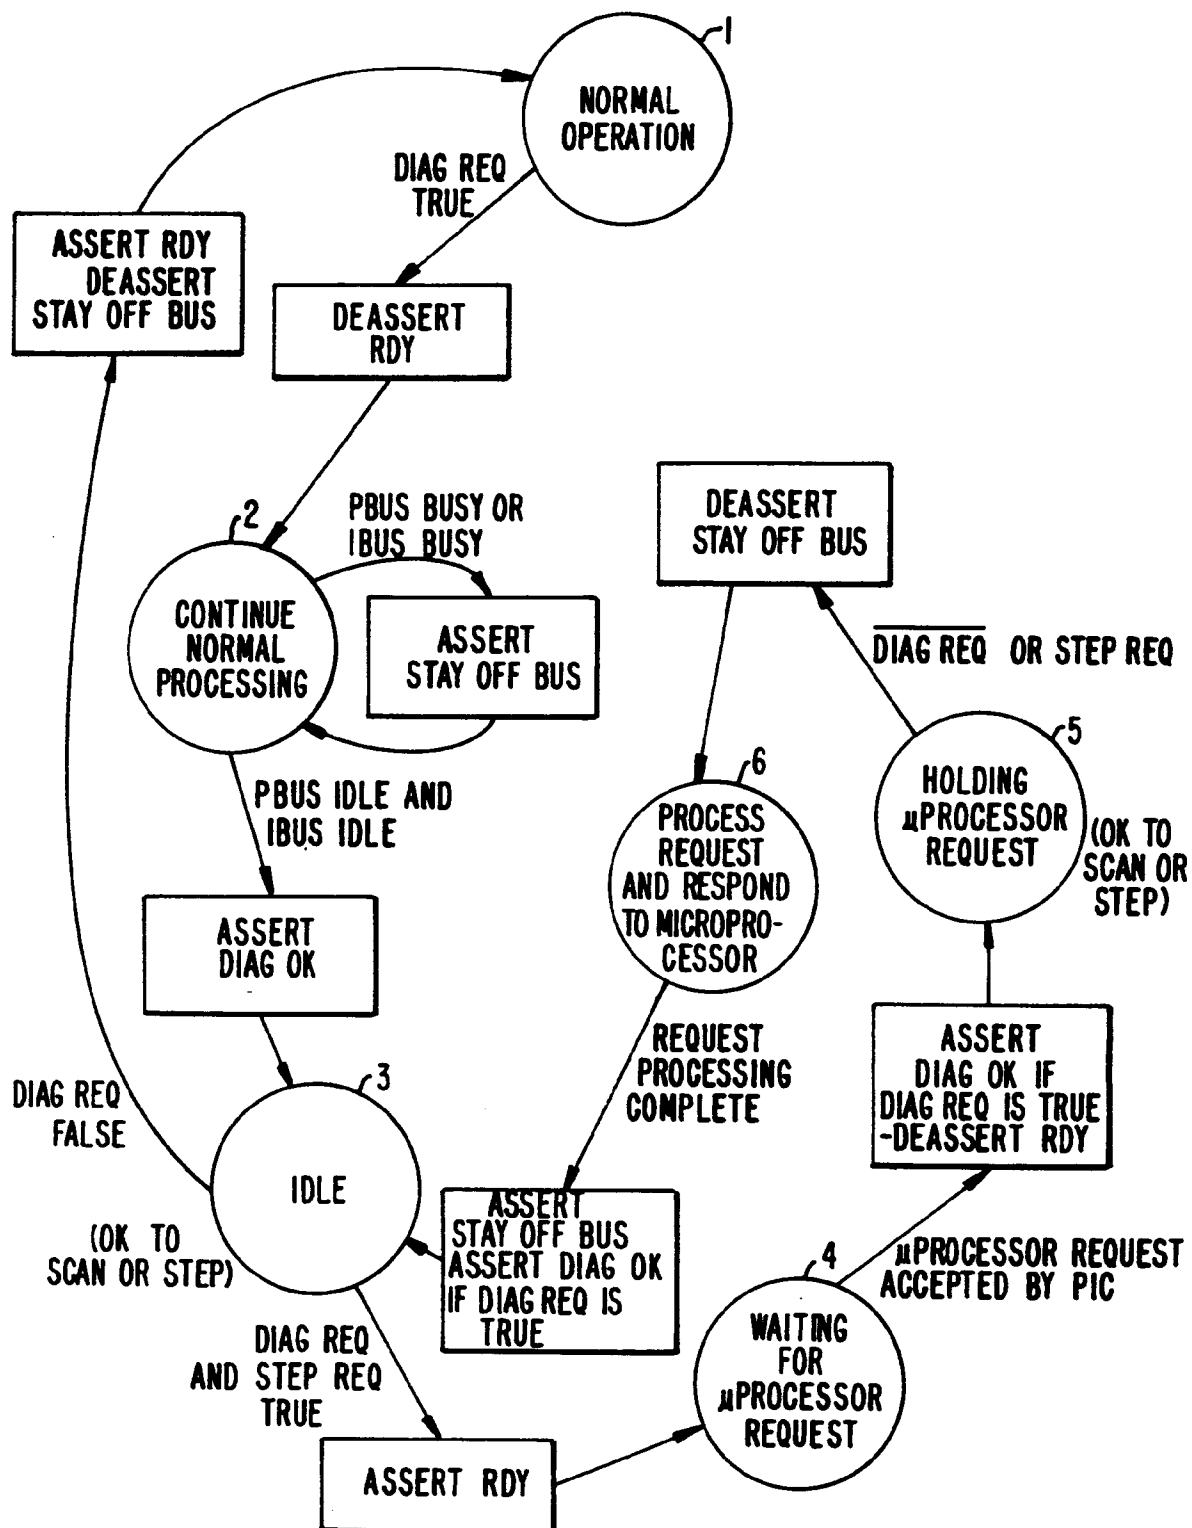 1
NORMAL
OPERATION
DIAG REQ
TRUE
ASSERT RDY
DEASSERT
STAY OFF BUS
DEASSERT
RDY
2
CONTINUE
NORMAL
PROCESSING
PBUS BUSY OR
IBUS BUSY
ASSERT
STAY OFF BUS
PBUS IDLE AND
IBUS IDLE
ASSERT
DIAG OK
DIAG REQ
FALSE
3
IDLE
(OK TO
SCAN OR STEP)
DIAG REQ
AND STEP REQ
TRUE
ASSERT RDY
4
WAITING
FOR
μPROCESSOR
REQUEST
μPROCESSOR REQUEST
ACCEPTED BY PIC
ASSERT
DIAG OK IF
DIAG REQ IS TRUE
-DEASSERT RDY
5
HOLDING
μPROCESSOR
REQUEST
(OK TO
SCAN OR
STEP)
D̅I̅A̅G̅ ̅R̅E̅Q̅ OR STEP REQ
DEASSERT
STAY OFF BUS
6
PROCESS
REQUEST
AND RESPOND
TO MICROPRO-
CESSOR
REQUEST
PROCESSING
COMPLETE
ASSERT
STAY OFF BUS
ASSERT DIAG OK
IF DIAG REQ IS
TRUE